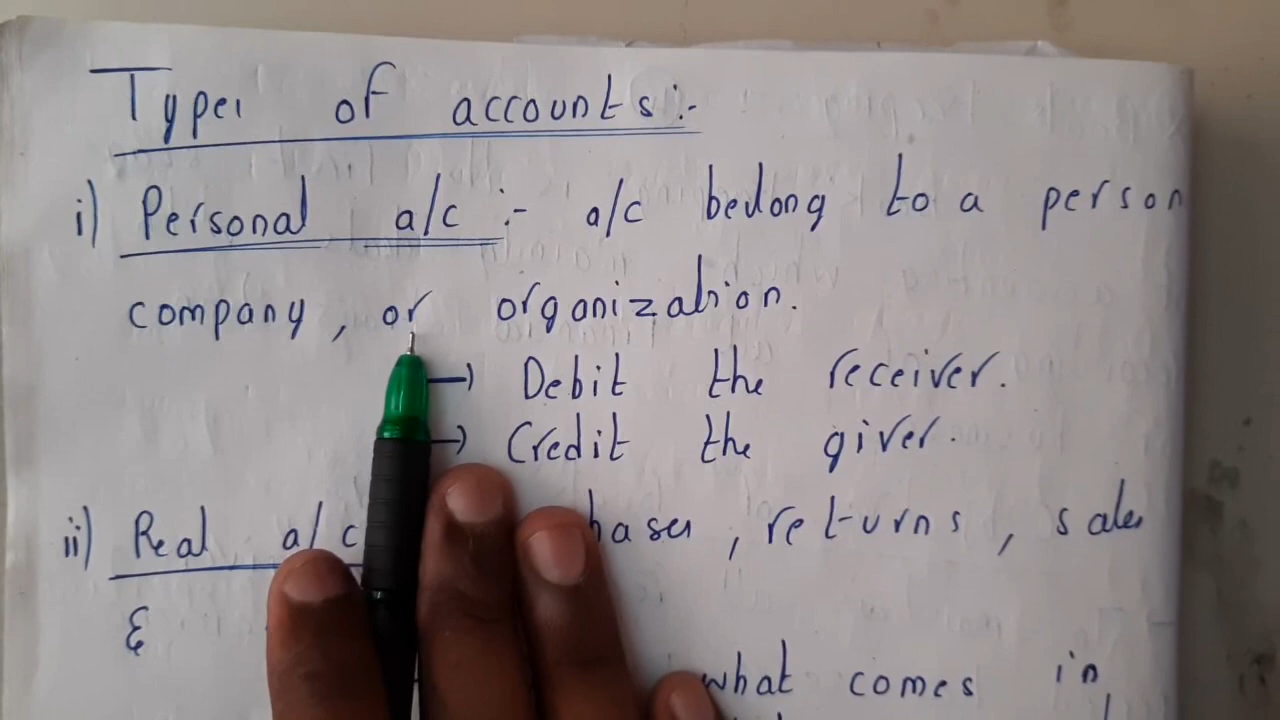 Types of accounts:-
i) Personal a/c :- a/c belong to a person
company, or organization.
→ Debit the receiver.
→ Credit the giver.
ii) Real a/c , returns, sales
&
what comes in